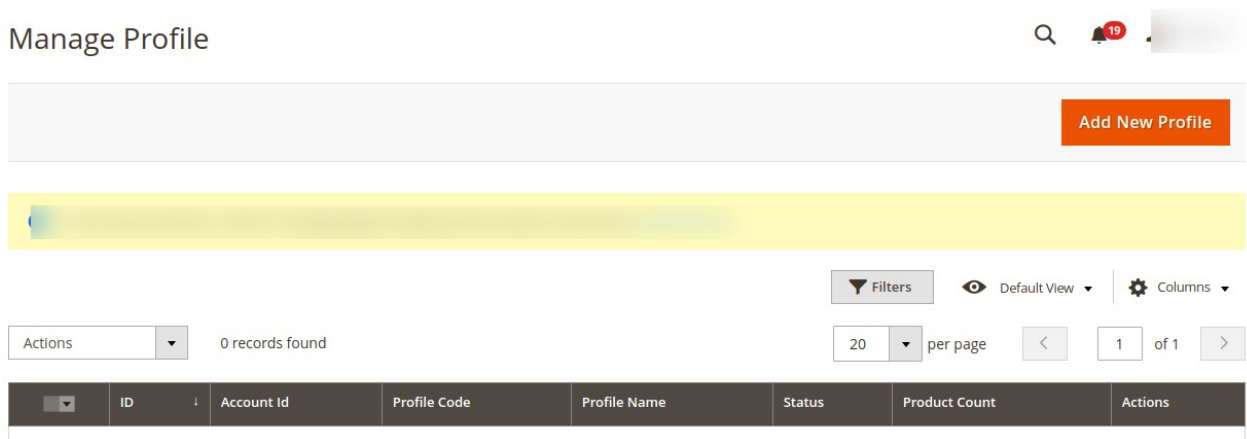 Manage Profile
19
Add New Profile
Filters
Default View
Columns
Actions
0 records found
20
per page
1
of 1
ID ↓ Account Id Profile Code Profile Name Status Product Count Actions